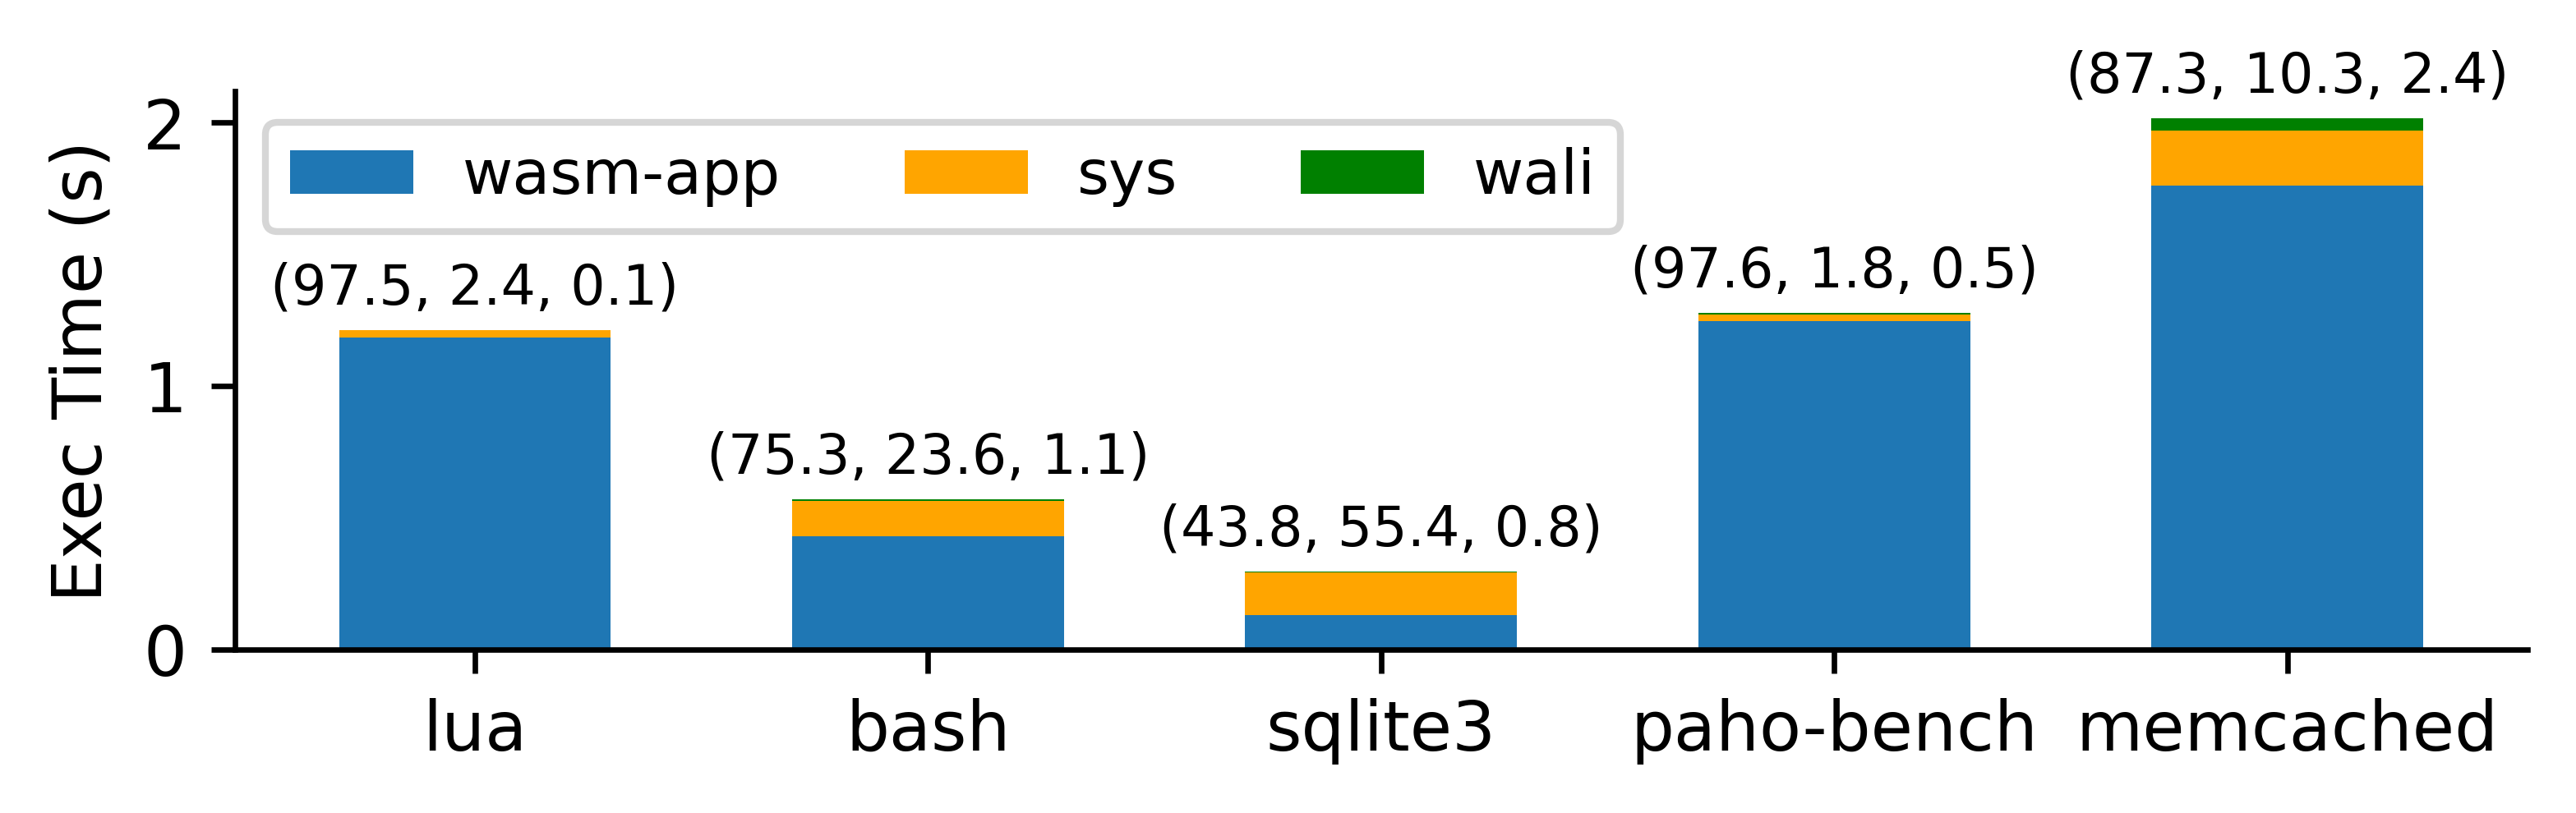 Exec Time (s)
2
1
0
wasm-app sys wali
(97.5, 2.4, 0.1)
(75.3, 23.6, 1.1)
(43.8, 55.4, 0.8)
(97.6, 1.8, 0.5)
(87.3, 10.3, 2.4)
lua bash sqlite3 paho-bench memcached